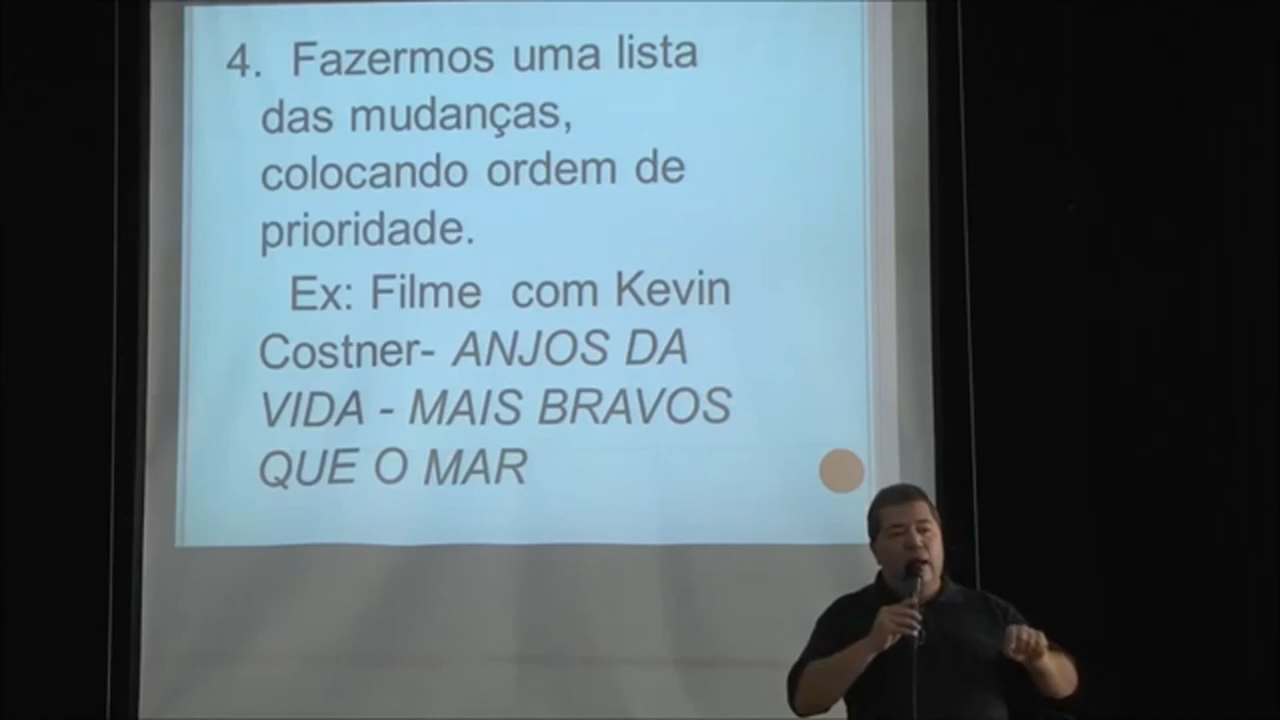 4. Fazermos uma lista
das mudanças,
colocando ordem de
prioridade.
Ex: Filme com Kevin
Costner- ANJOS DA
VIDA - MAIS BRAVOS
QUE O MAR